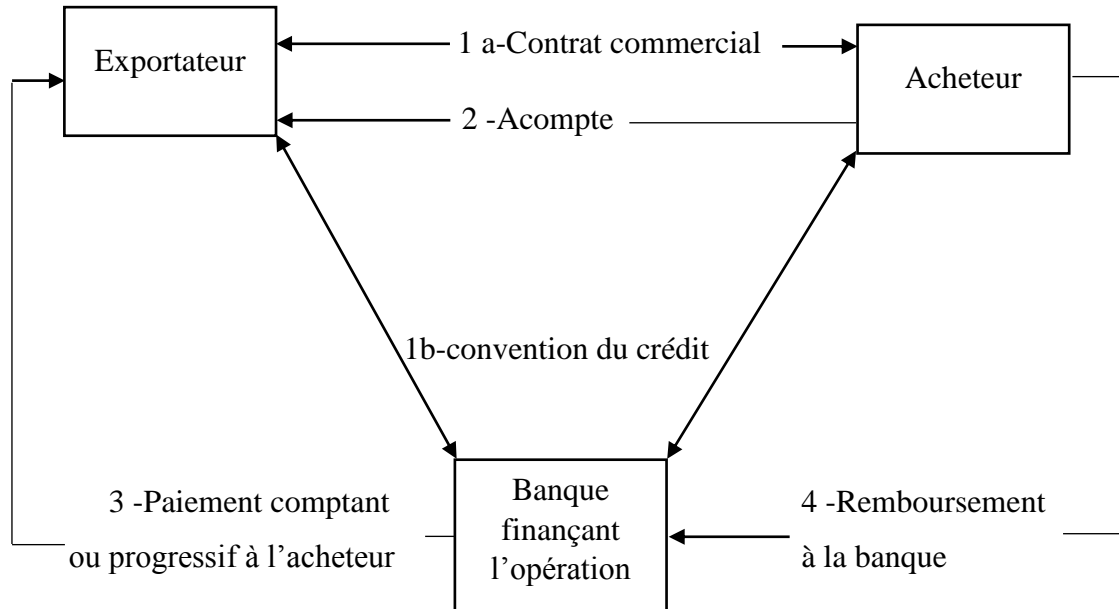 Exportateur
1 a-Contrat commercial
Acheteur
2 -Acompte
1b-convention du crédit
3 -Paiement comptant
ou progressif à l’acheteur
Banque
finançant
l’opération
4 -Remboursement
à la banque